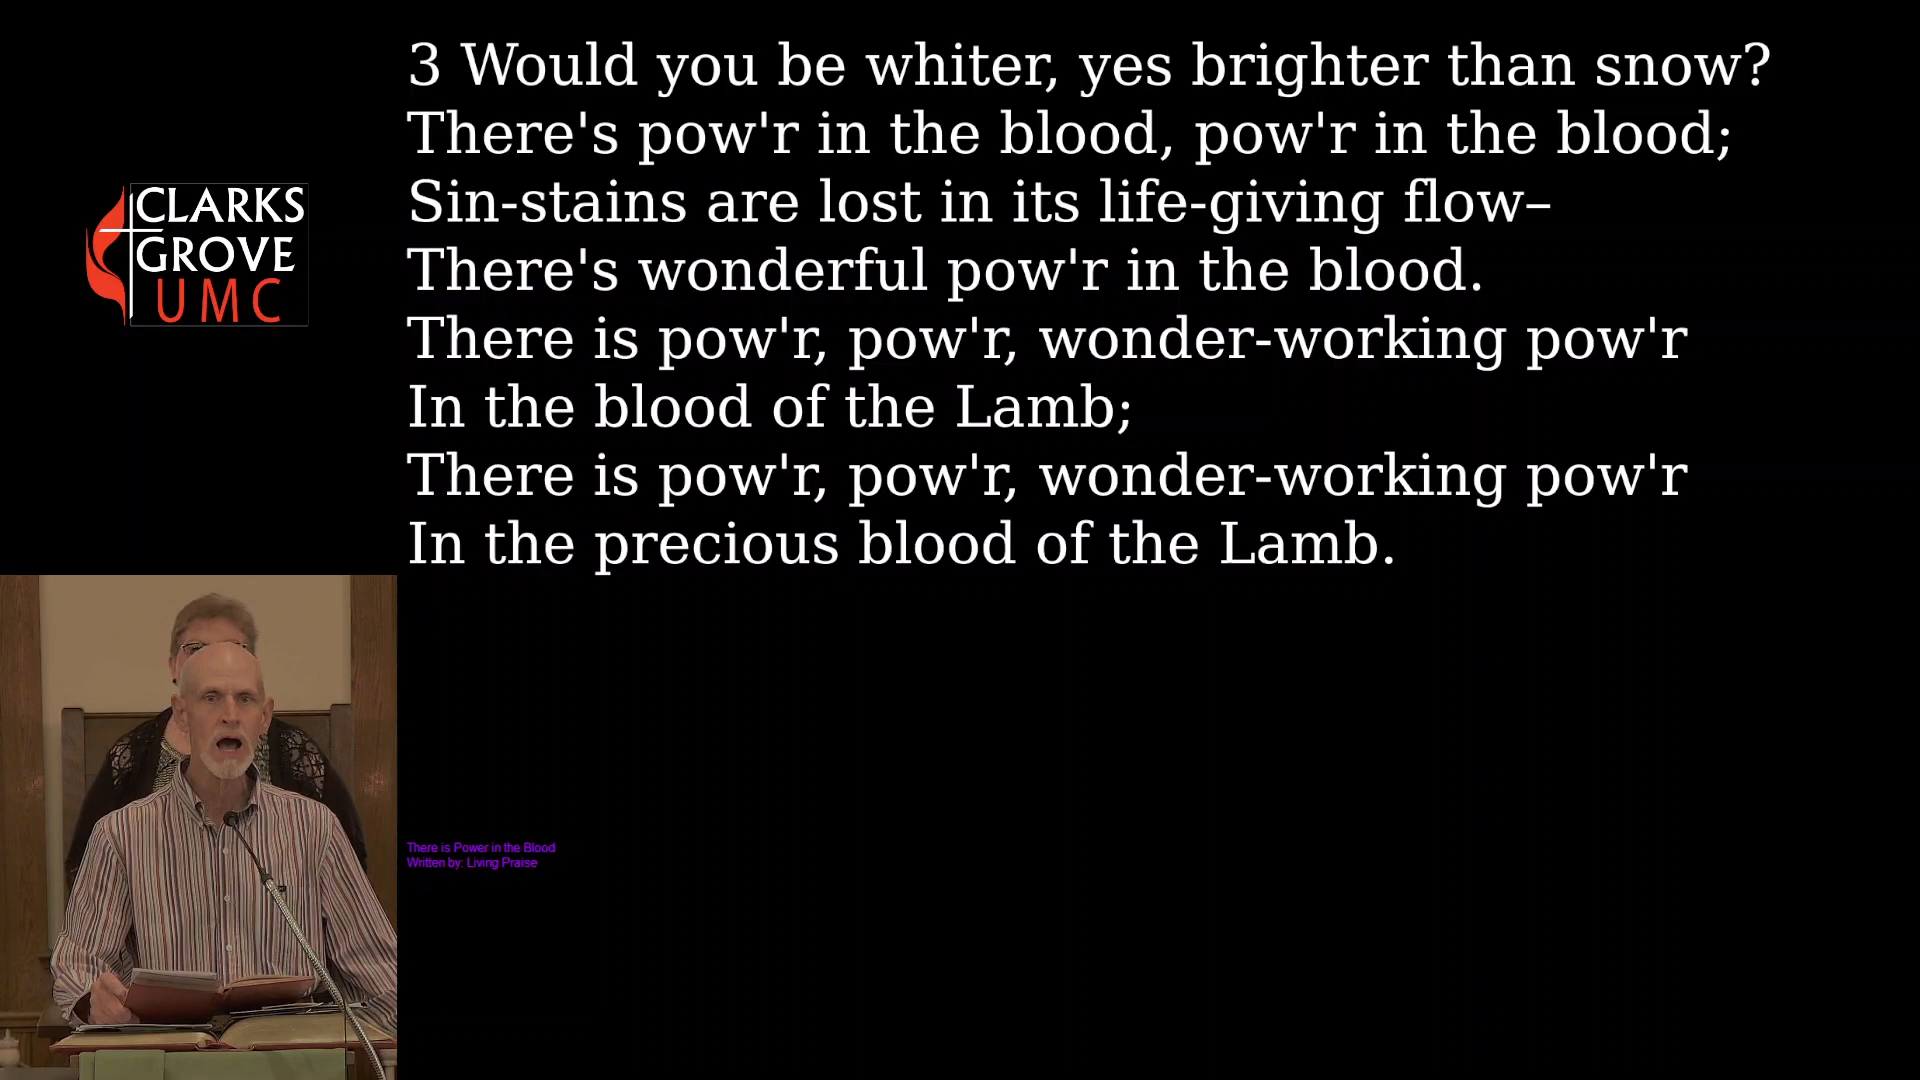 CLARKS
GROVE
UMC
3 Would you be whiter, yes brighter than snow?
There's pow'r in the blood, pow'r in the blood;
Sin-stains are lost in its life-giving flow–
There's wonderful pow'r in the blood.
There is pow'r, pow'r, wonder-working pow'r
In the blood of the Lamb;
There is pow'r, pow'r, wonder-working pow'r
In the precious blood of the Lamb.
There is Power in the Blood
Written by: Living Praise